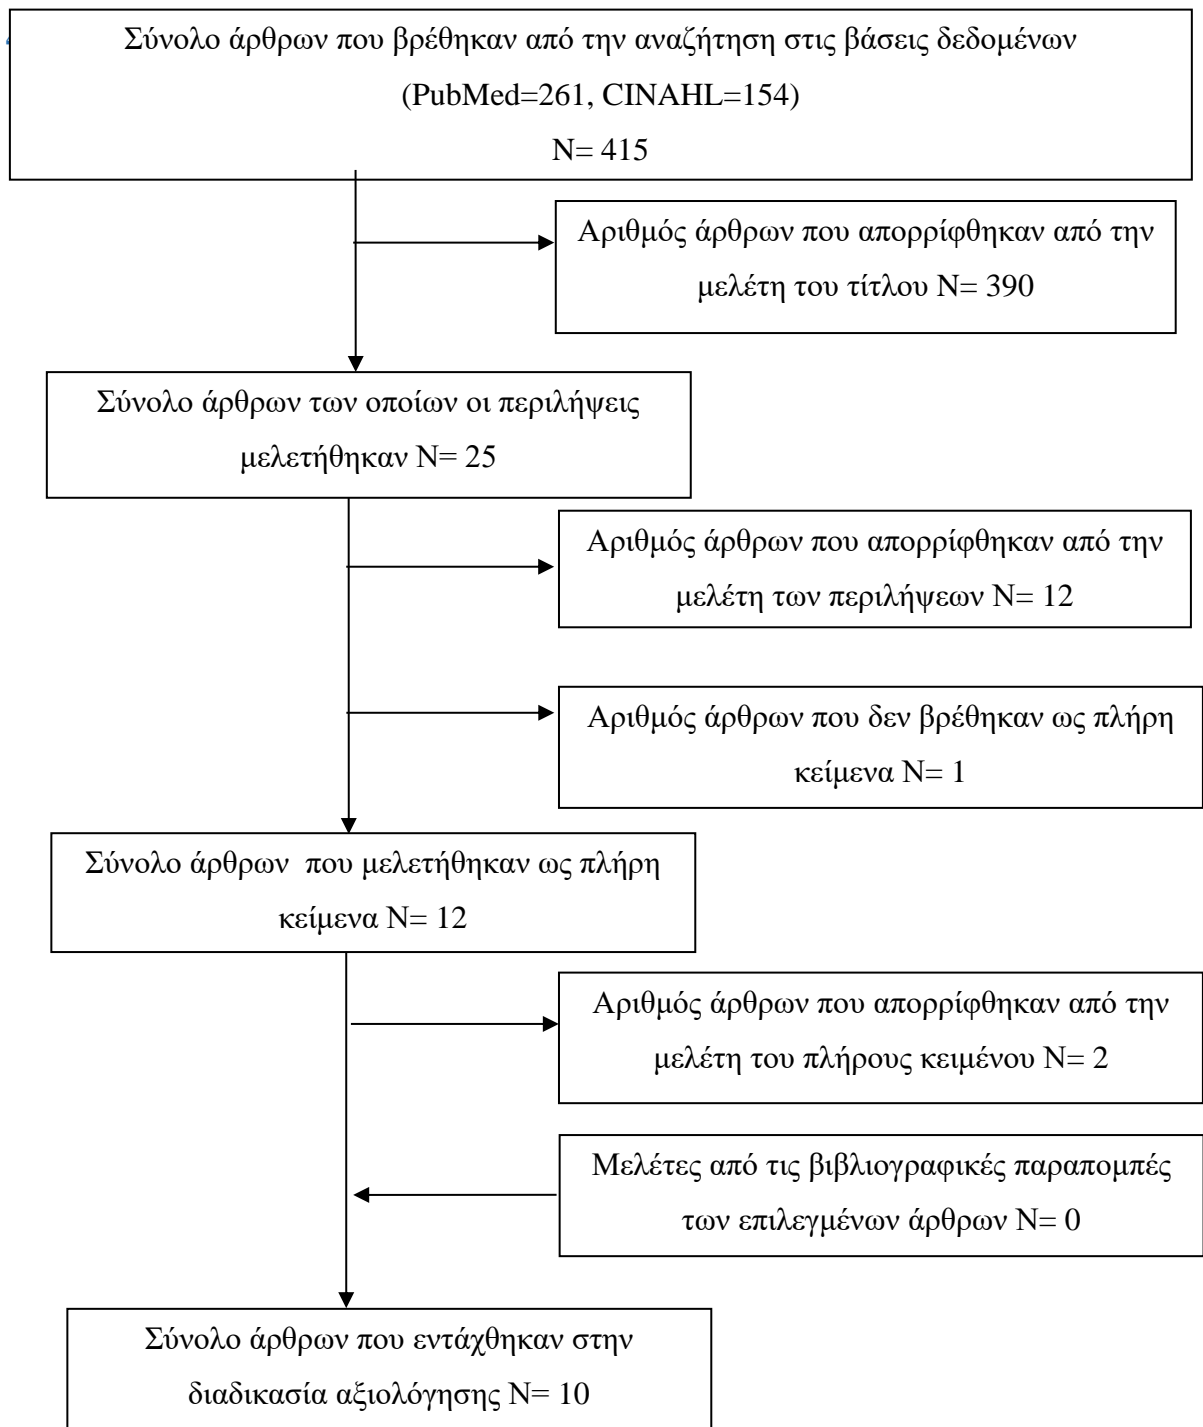 Σύνολο άρθρων που βρέθηκαν από την αναζήτηση στις βάσεις δεδομένων
(PubMed=261, CINAHL=154)
N= 415
Αριθμός άρθρων που απορρίφθηκαν από την
μελέτη του τίτλου N= 390
Σύνολο άρθρων των οποίων οι περιλήψεις
μελετήθηκαν N= 25
Αριθμός άρθρων που απορρίφθηκαν από την
μελέτη των περιλήψεων N= 12
Αριθμός άρθρων που δεν βρέθηκαν ως πλήρη
κείμενα N= 1
Σύνολο άρθρων που μελετήθηκαν ως πλήρη
κείμενα N= 12
Αριθμός άρθρων που απορρίφθηκαν από την
μελέτη του πλήρους κειμένου N= 2
Μελέτες από τις βιβλιογραφικές παραπομπές
των επιλεγμένων άρθρων N= 0
Σύνολο άρθρων που εντάχθηκαν στην
διαδικασία αξιολόγησης N= 10